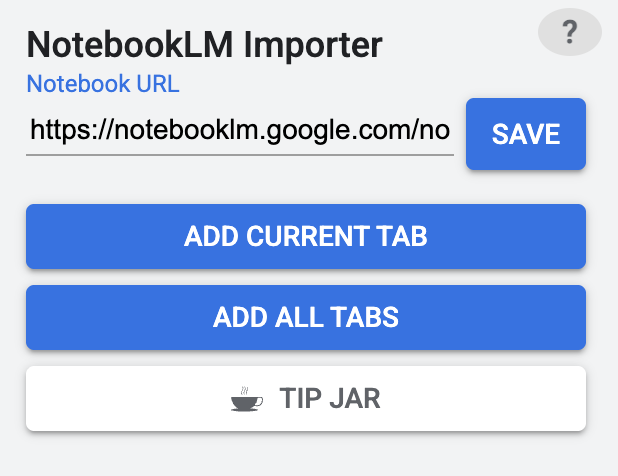 NotebookLM Importer
?
Notebook URL
https://notebooklm.google.com/no
SAVE
ADD CURRENT TAB
ADD ALL TABS
TIP JAR